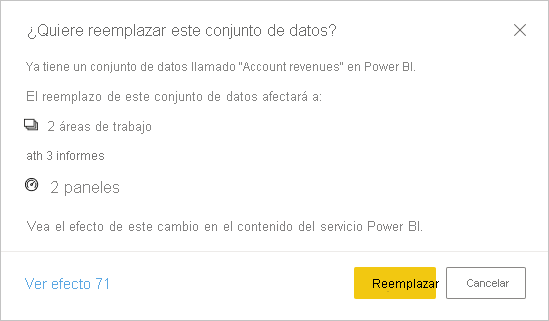 ¿Quiere reemplazar este conjunto de datos?
Ya tiene un conjunto de datos llamado "Account revenues" en Power BI.
El reemplazo de este conjunto de datos afectará a:
2 áreas de trabajo
ath 3 informes
2 paneles
Vea el efecto de este cambio en el contenido del servicio Power BI.
Ver efecto 71
Reemplazar
Cancelar